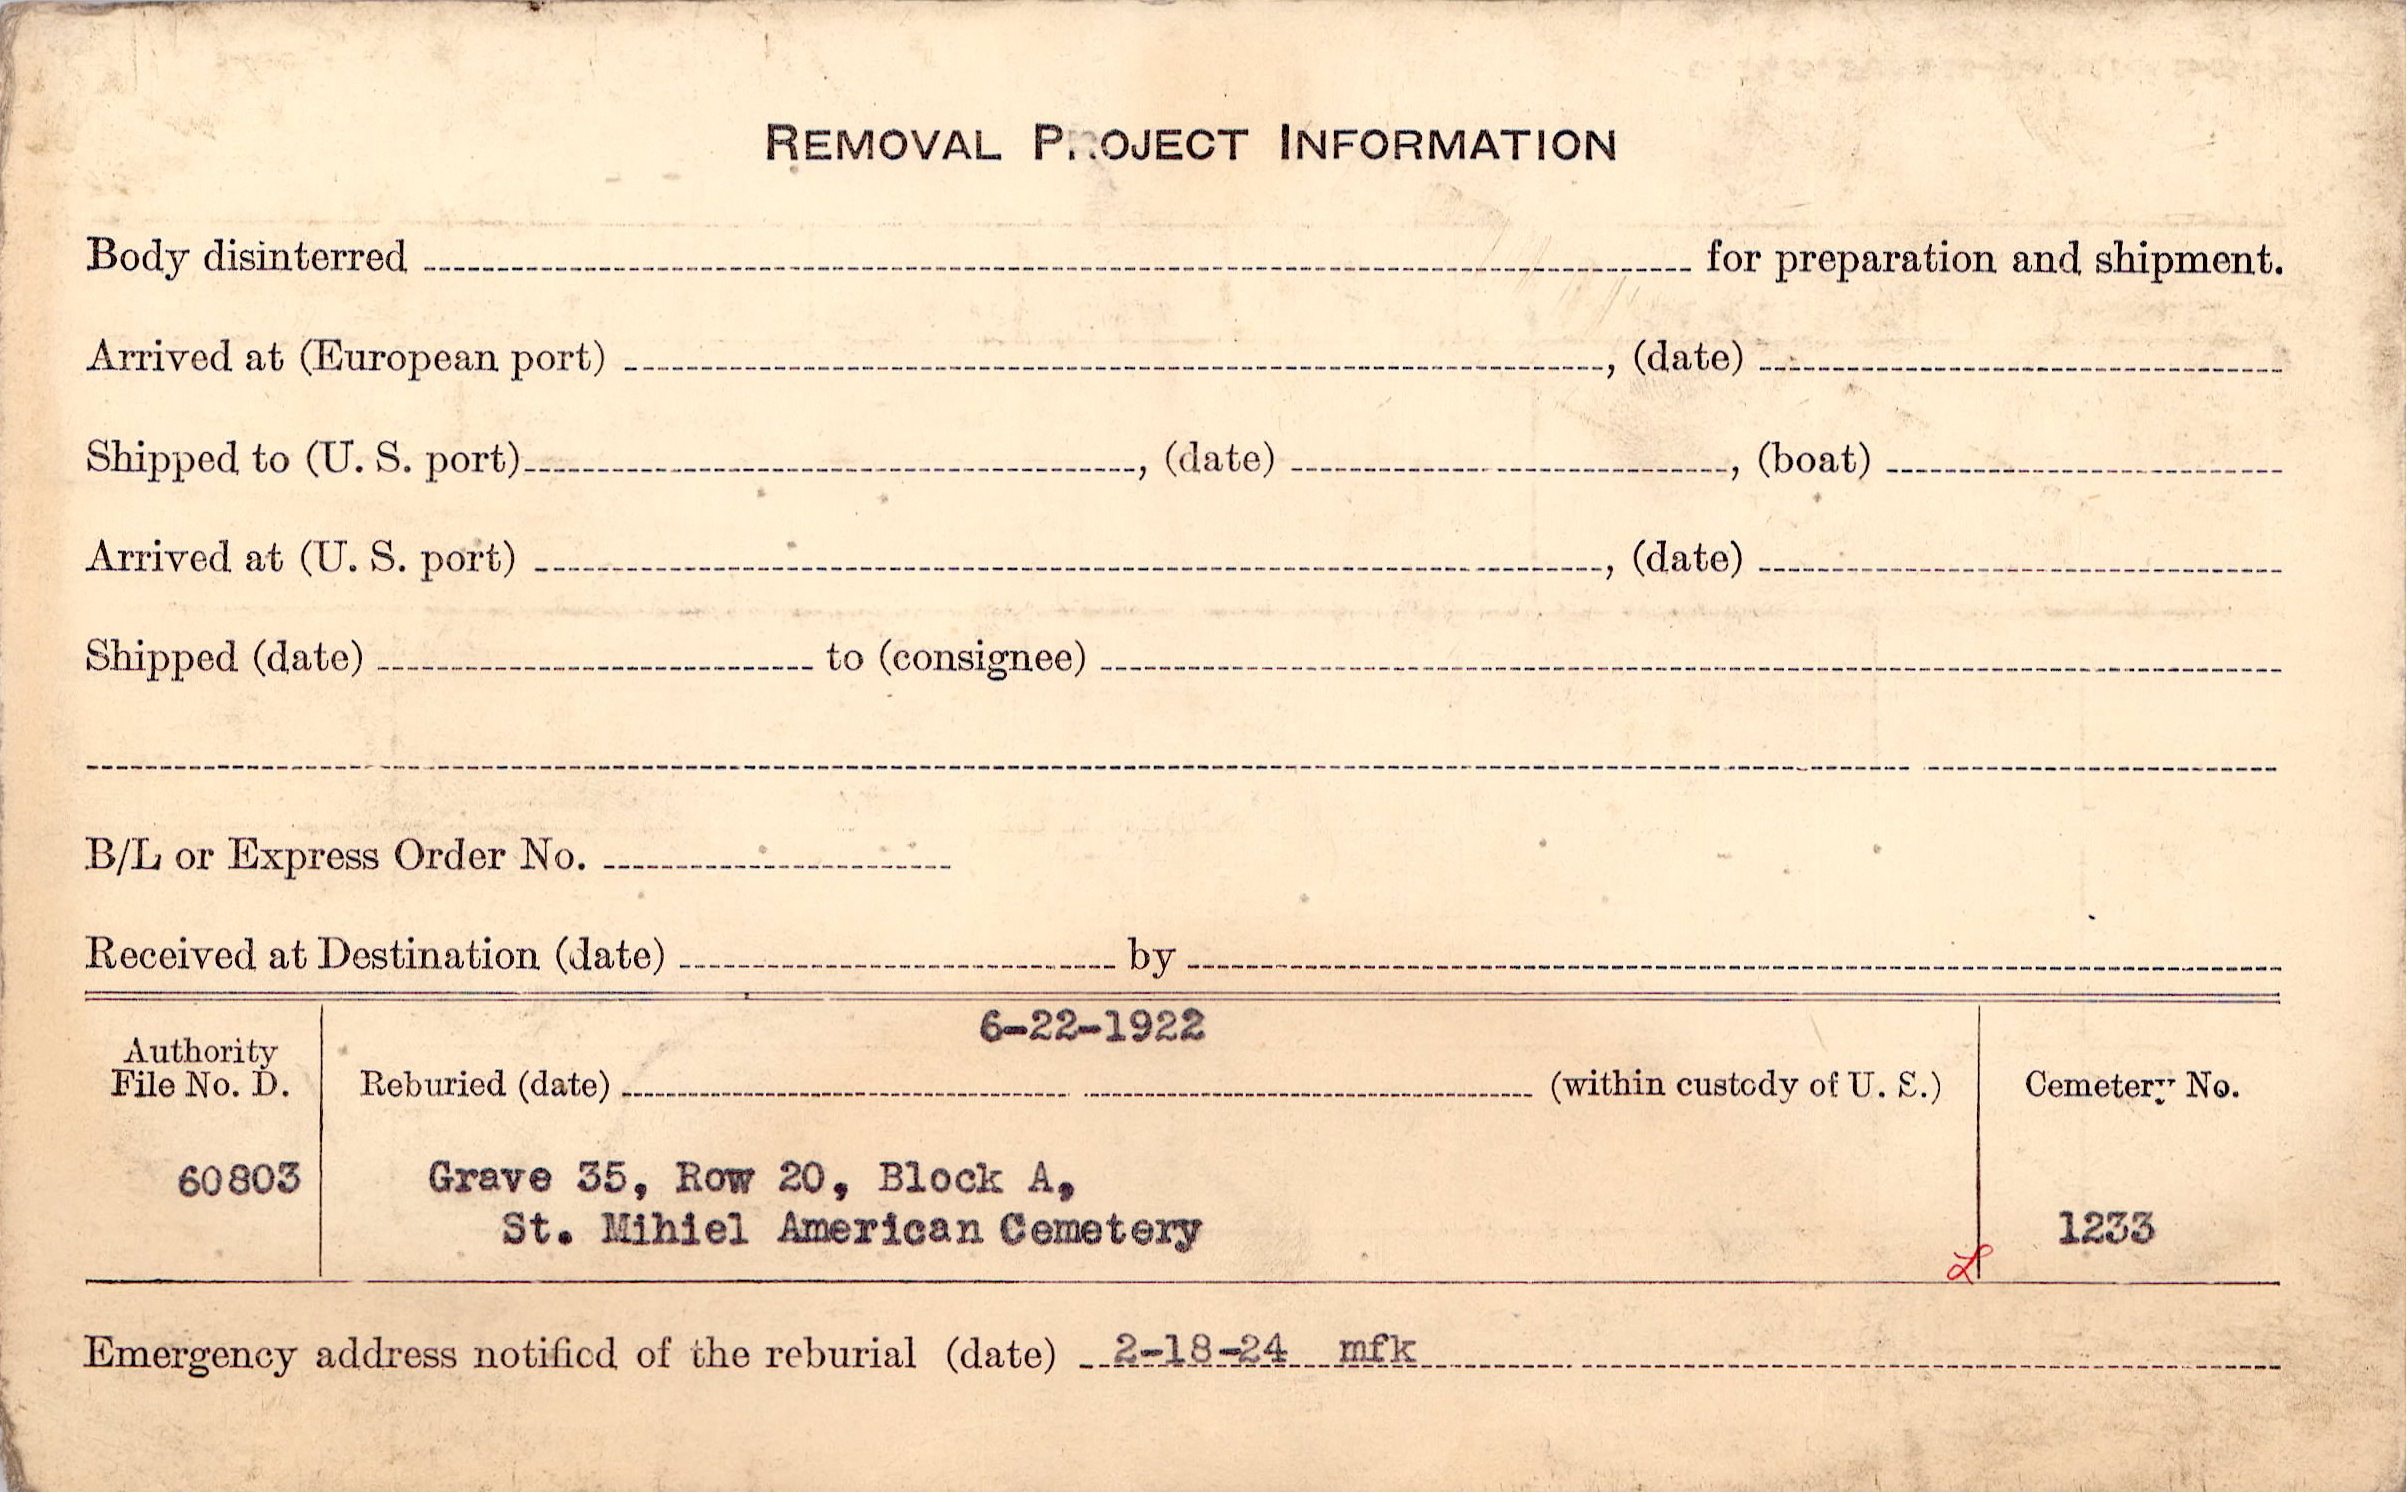 REMOVAL PROJECT INFORMATION
Body disinterred for preparation and shipment.
Arrived at (European port) , (date)
Shipped to (U. S. port) , (date) , (boat)
Arrived at (U. S. port) , (date)
Shipped (date) to (consignee)
B/L or Express Order No.
Received at Destination (date) by
Authority
File No. D.
60803
6-22-1922
Reburied (date) (within custody of U. S.)
Grave 35, Row 20, Block A,
St. Mihiel American Cemetery
Cemetery No.
1233
Emergency address notified of the reburial (date) 2-18-24 mfk